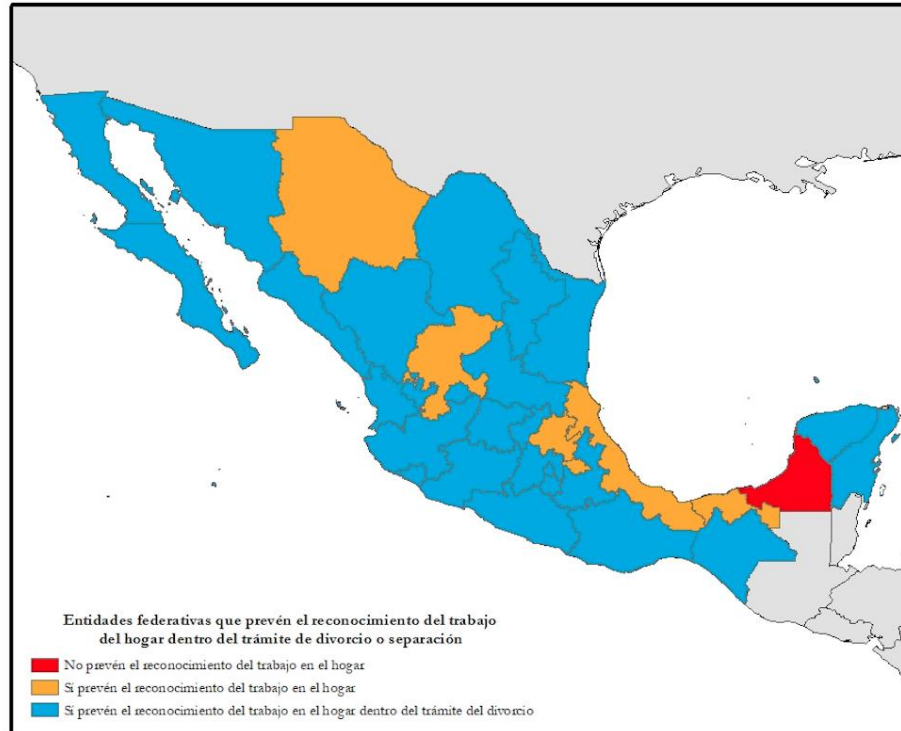 Entidades federativas que prevén el reconocimiento del trabajo
del hogar dentro del trámite de divorcio o separación
No prevén el reconocimiento del trabajo en el hogar
Sí prevén el reconocimiento del trabajo en el hogar
Sí prevén el reconocimiento del trabajo en el hogar dentro del trámite del divorcio